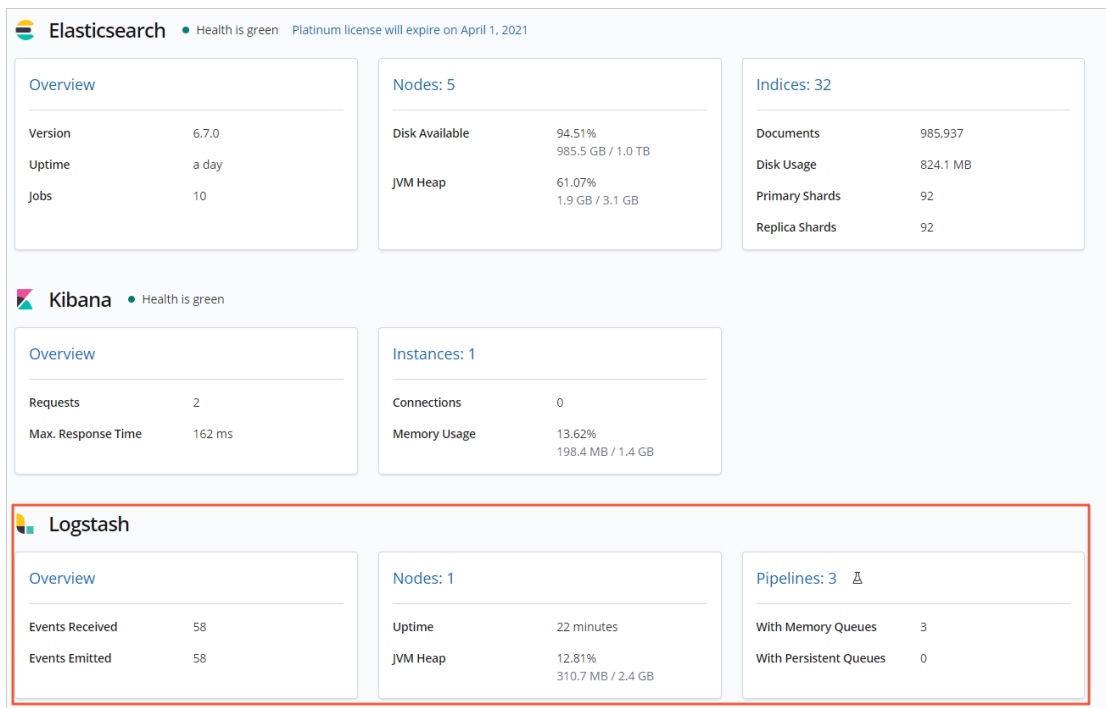 Elasticsearch Health is green Platinum license will expire on April 1, 2021
Overview
Version 6.7.0
Uptime a day
Jobs 10
Nodes: 5
Disk Available 94.51%
985.5 GB / 1.0 TB
JVM Heap 61.07%
1.9 GB / 3.1 GB
Indices: 32
Documents 985,937
Disk Usage 824.1 MB
Primary Shards 92
Replica Shards 92
Kibana Health is green
Overview
Requests 2
Max. Response Time 162 ms
Instances: 1
Connections 0
Memory Usage 13.62%
198.4 MB / 1.4 GB
Logstash
Overview
Events Received 58
Events Emitted 58
Nodes: 1
Uptime 22 minutes
JVM Heap 12.81%
310.7 MB / 2.4 GB
Pipelines: 3
With Memory Queues 3
With Persistent Queues 0